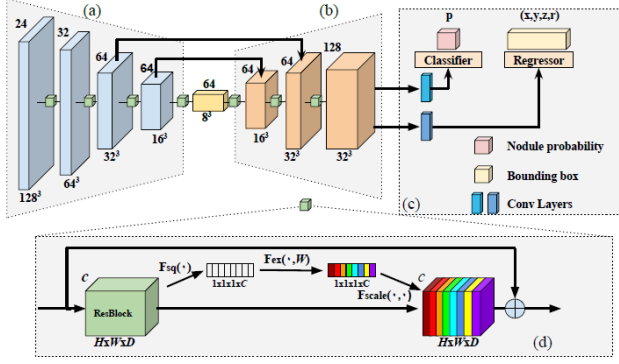 (a)
24
32
64
64
128³
64³
32³
16³
64
8³
(b)
64
64
128
16³
32³
32³
p
(x,y,z,r)
Classifier
Regressor
Nodule probability
Bounding box
Conv Layers
(c)
C
ResBlock
HxWxD
Fsq(·)
1x1x1xC
Fex(·,W)
1x1x1xC
Fscale(·,·)
C
HxWxD
(d)